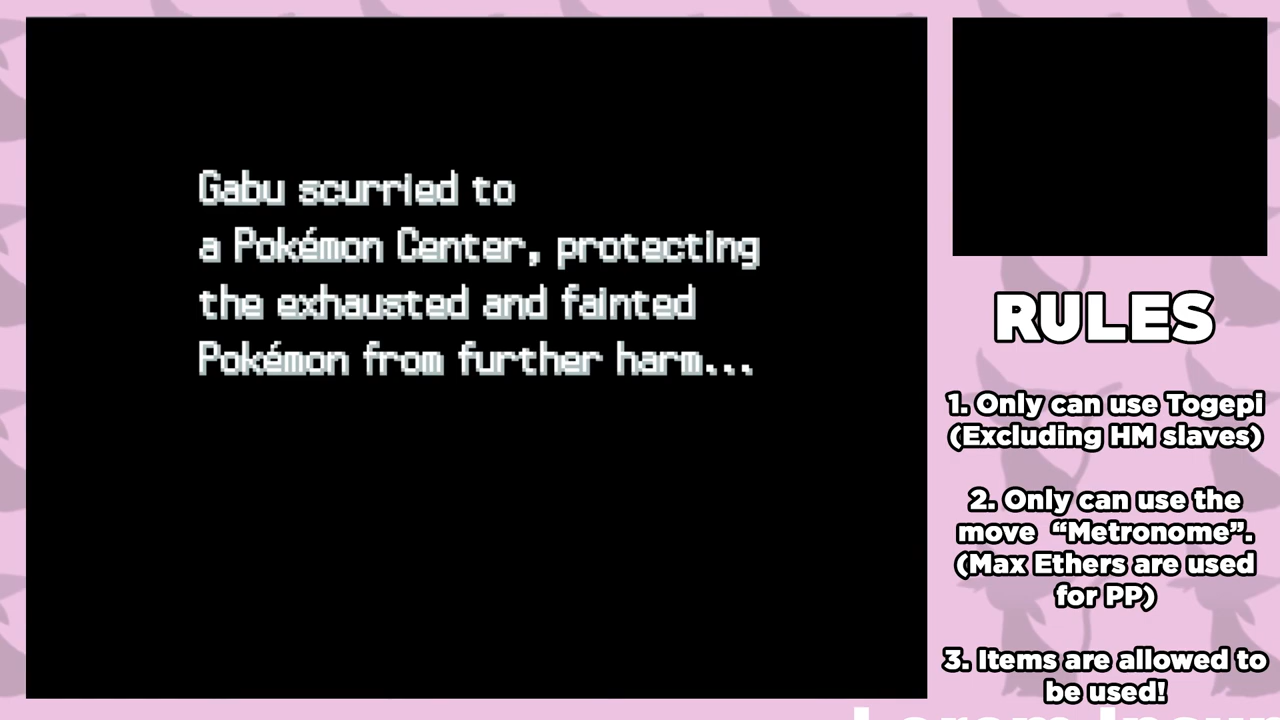 Gabu scurried to
a Pokémon Center, protecting
the exhausted and fainted
Pokémon from further harm...
RULES
1. Only can use Togepi
(Excluding HM slaves)
2. Only can use the
move “Metronome”.
(Max Ethers are used
for PP)
3. Items are allowed to
be used!